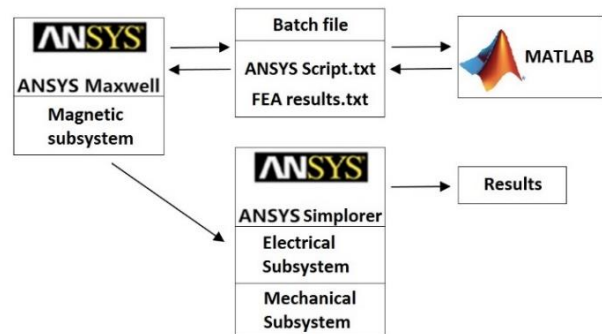 ANSYS
ANSYS Maxwell
Magnetic
subsystem
Batch file
ANSYS Script.txt
FEA results.txt
MATLAB
ANSYS
ANSYS Simplorer
Electrical
Subsystem
Mechanical
Subsystem
Results